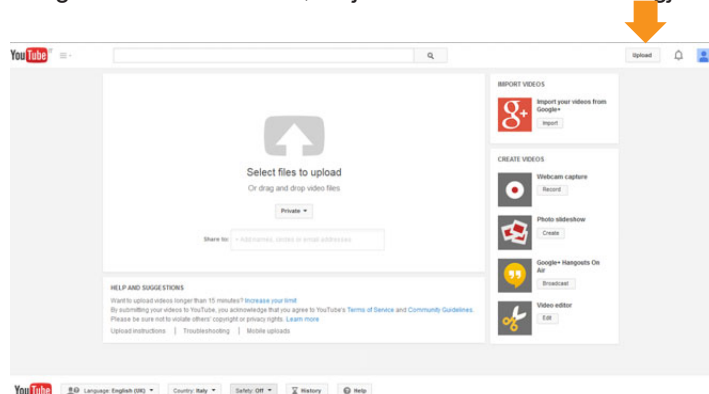 YouTube IT
Upload
Select files to upload
Or drag and drop video files
Private
Share to: + Add names, circles or email addresses
IMPORT VIDEOS
Import your videos from
Google+
Import
CREATE VIDEOS
Webcam capture
Record
Photo slideshow
Create
Google+ Hangouts On
Air
Broadcast
Video editor
Edit
HELP AND SUGGESTIONS
Want to upload videos longer than 15 minutes? Increase your limit
By submitting your videos to YouTube, you acknowledge that you agree to YouTube's Terms of Service and Community Guidelines.
Please be sure not to violate others' copyright or privacy rights. Learn more
Upload instructions | Troubleshooting | Mobile uploads
YouTube
Language: English (UK)
Country: Italy
Safety: Off
History
Help